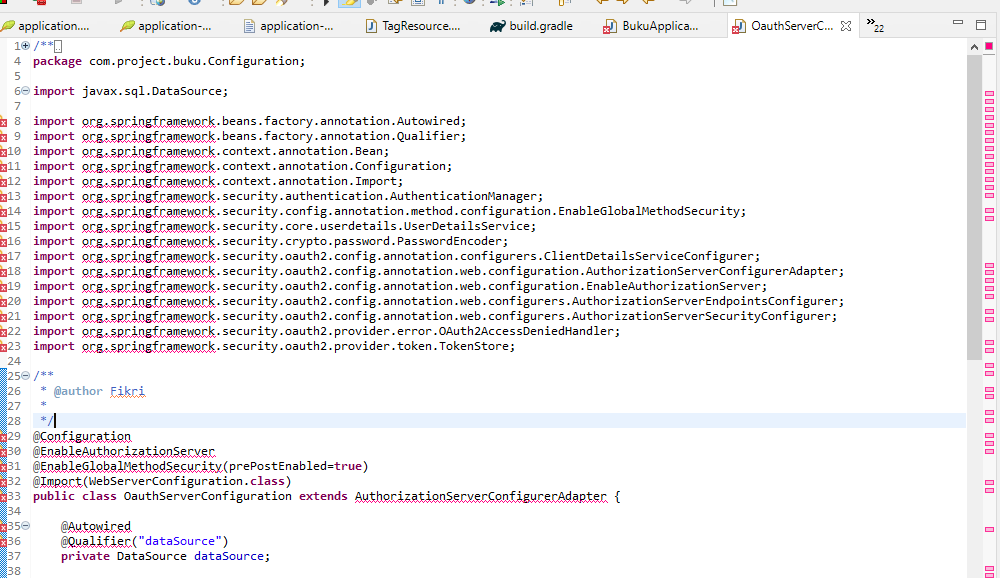 application.... application-... application-... TagResource.... build.gradle BukuApplica... OauthServerC... »22
1 /**
4 package com.project.buku.Configuration;
5
6 import javax.sql.DataSource;
7
8 import org.springframework.beans.factory.annotation.Autowired;
9 import org.springframework.beans.factory.annotation.Qualifier;
10 import org.springframework.context.annotation.Bean;
11 import org.springframework.context.annotation.Configuration;
12 import org.springframework.context.annotation.Import;
13 import org.springframework.security.authentication.AuthenticationManager;
14 import org.springframework.security.config.annotation.method.configuration.EnableGlobalMethodSecurity;
15 import org.springframework.security.core.userdetails.UserDetailsService;
16 import org.springframework.security.crypto.password.PasswordEncoder;
17 import org.springframework.security.oauth2.config.annotation.configurers.ClientDetailsServiceConfigurer;
18 import org.springframework.security.oauth2.config.annotation.web.configuration.AuthorizationServerConfigurerAdapter;
19 import org.springframework.security.oauth2.config.annotation.web.configuration.EnableAuthorizationServer;
20 import org.springframework.security.oauth2.config.annotation.web.configurers.AuthorizationServerEndpointsConfigurer;
21 import org.springframework.security.oauth2.config.annotation.web.configurers.AuthorizationServerSecurityConfigurer;
22 import org.springframework.security.oauth2.provider.error.OAuth2AccessDeniedHandler;
23 import org.springframework.security.oauth2.provider.token.TokenStore;
24
25 /**
26 * @author Fikri
27 *
28 */
29 @Configuration
30 @EnableAuthorizationServer
31 @EnableGlobalMethodSecurity(prePostEnabled=true)
32 @Import(WebServerConfiguration.class)
33 public class OauthServerConfiguration extends AuthorizationServerConfigurerAdapter {
34
35 @Autowired
36 @Qualifier("dataSource")
37 private DataSource dataSource;
38